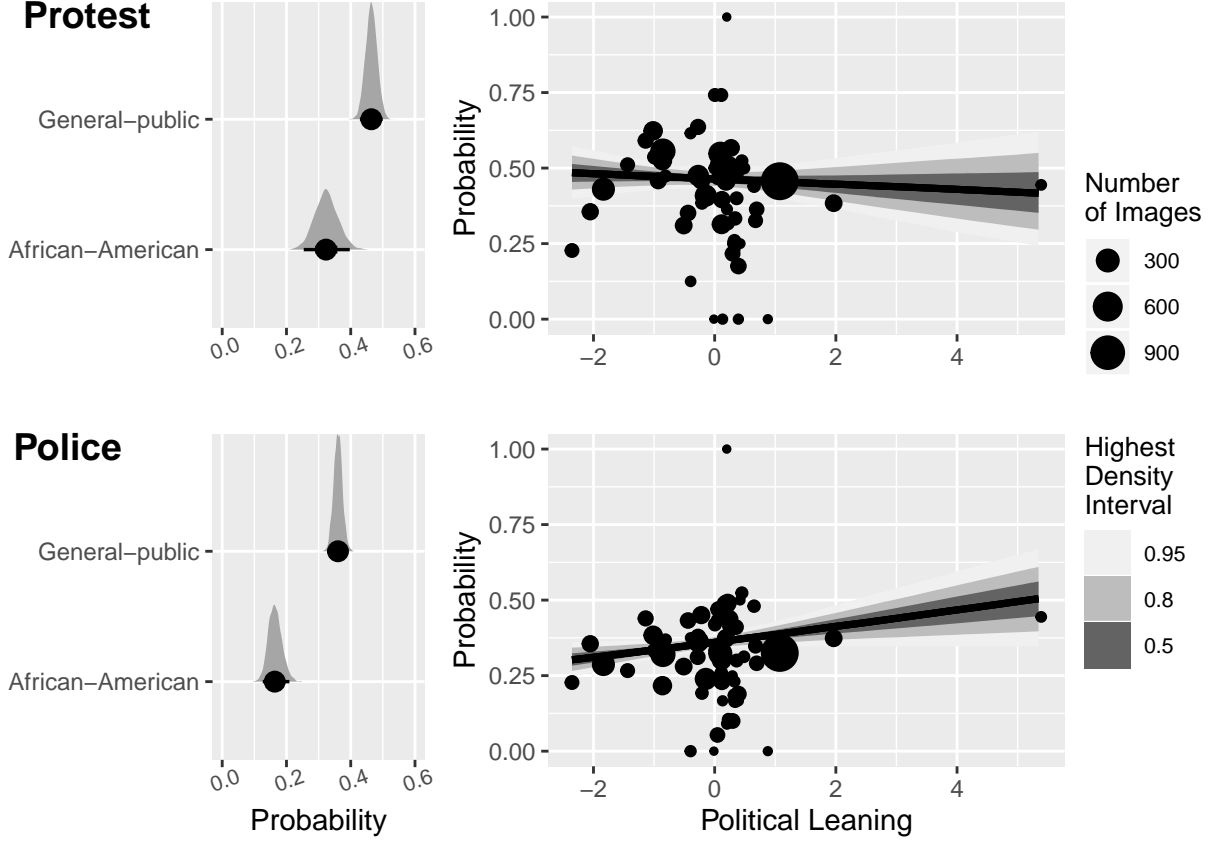 Protest
General−public
African−American
0.0
0.2
0.4
0.6
Probability
1.00
0.75
0.50
0.25
0.00
−2
0
2
4
Number
of Images
300
600
900
Police
General−public
African−American
0.0
0.2
0.4
0.6
Probability
Probability
1.00
0.75
0.50
0.25
0.00
−2
0
2
4
Political Leaning
Highest
Density
Interval
0.95
0.8
0.5